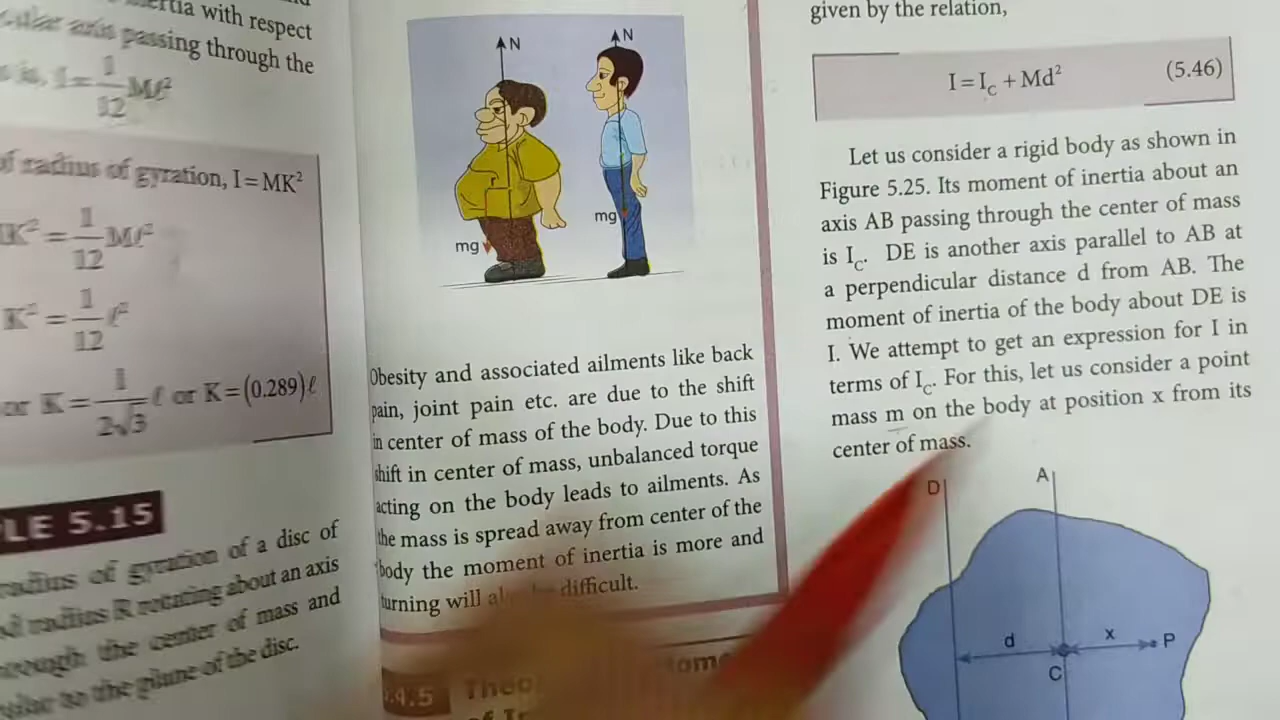 ertia with respect
passing through the
is, I = 1/12 Mℓ²
of radius of gyration, I = MK²
K² = 1/12 Mℓ²
K² = 1/12 ℓ²
or K = 1/2√3 ℓ or K = (0.289) ℓ
LE 5.15
radius of gyration of a disc of
radius R rotating about an axis
through the center of mass and
to the plane of the disc.
N
N
r
mg
mg
Obesity and associated ailments like back
pain, joint pain etc. are due to the shift
in center of mass of the body. Due to this
shift in center of mass, unbalanced torque
acting on the body leads to ailments. As
the mass is spread away from center of the
body the moment of inertia is more and
turning will difficult.
.4.5
given by the relation,
I = I_C + Md² (5.46)
Let us consider a rigid body as shown in
Figure 5.25. Its moment of inertia about an
axis AB passing through the center of mass
is I_C. DE is another axis parallel to AB at
a perpendicular distance d from AB. The
moment of inertia of the body about DE is
I. We attempt to get an expression for I in
terms of I_C. For this, let us consider a point
mass m on the body at position x from its
center of mass.
D
A
d
x
P
C